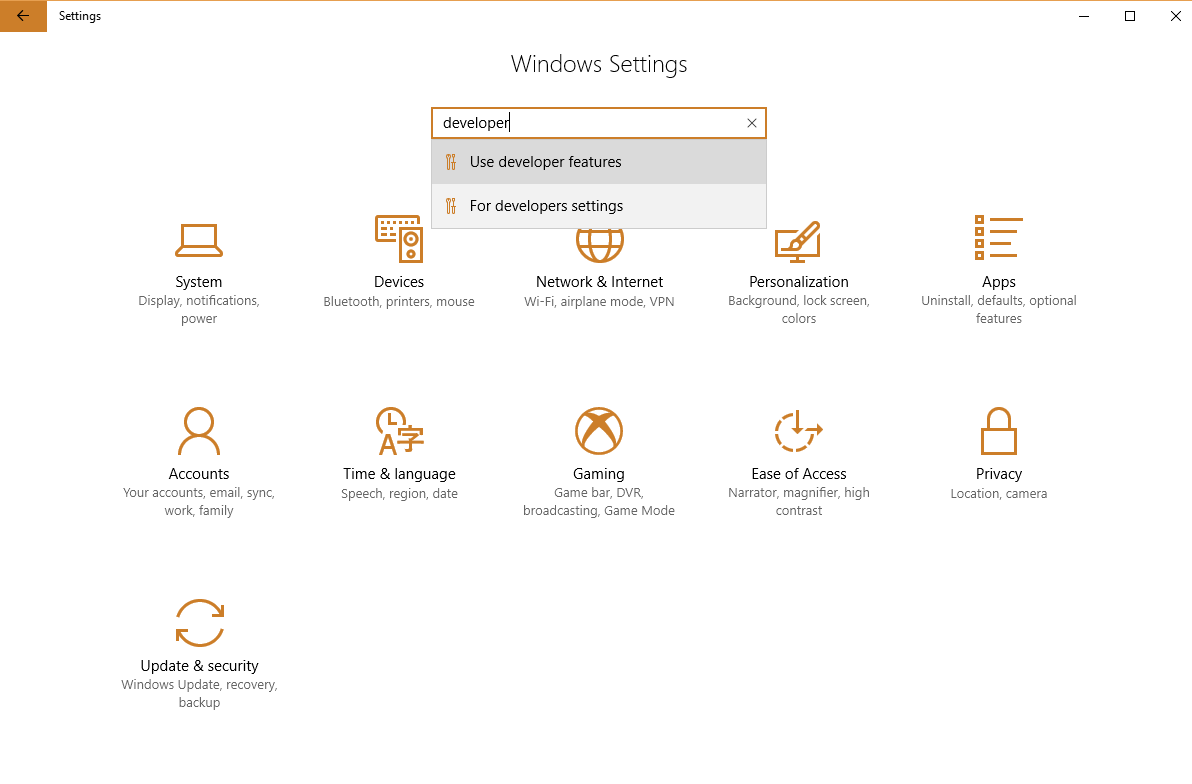 Settings
Windows Settings
developer
Use developer features
For developers settings
System
Display, notifications,
power
Devices
Bluetooth, printers, mouse
Network & Internet
Wi-Fi, airplane mode, VPN
Personalization
Background, lock screen,
colors
Apps
Uninstall, defaults, optional
features
Accounts
Your accounts, email, sync,
work, family
Time & language
Speech, region, date
Gaming
Game bar, DVR,
broadcasting, Game Mode
Ease of Access
Narrator, magnifier, high
contrast
Privacy
Location, camera
Update & security
Windows Update, recovery,
backup